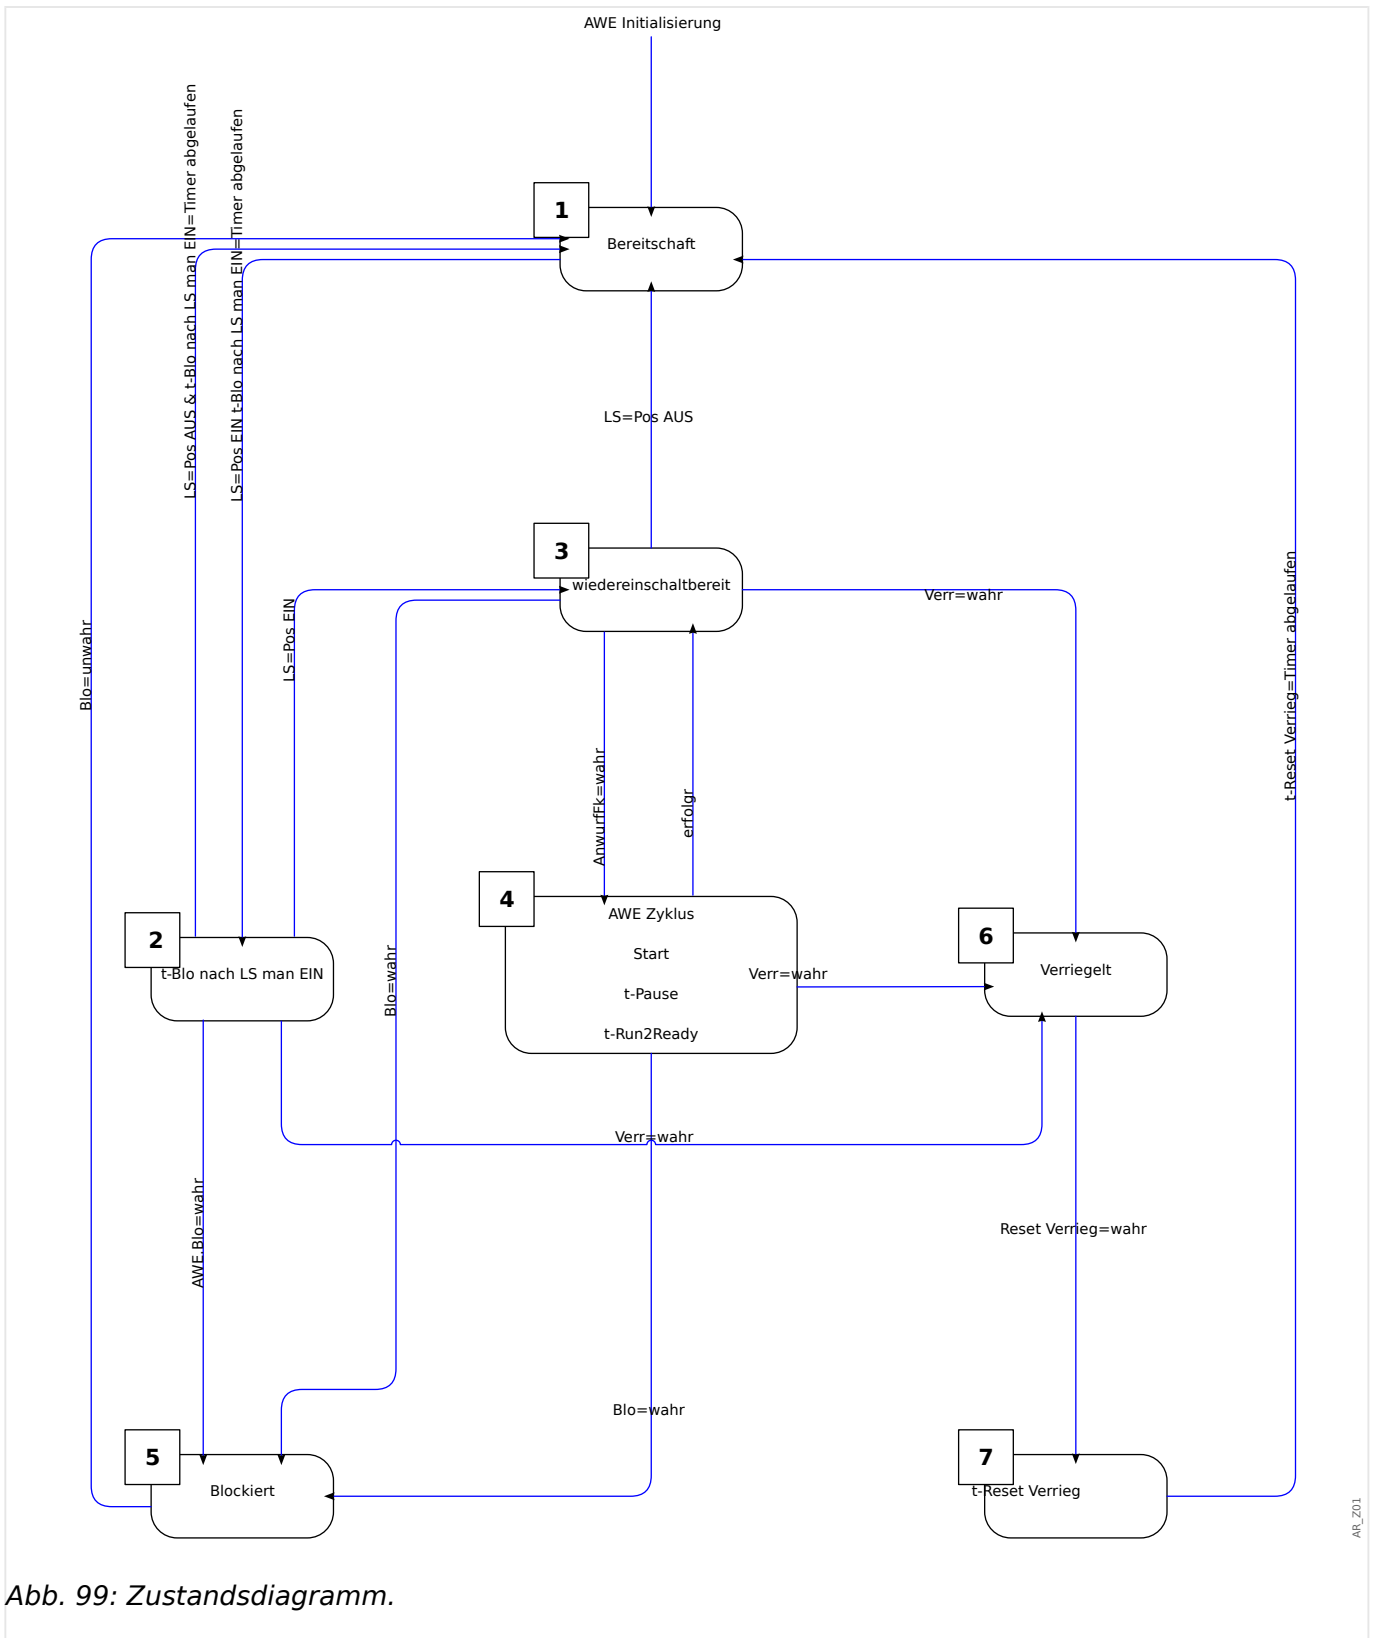 AWE Initialisierung
LS=Pos AUS & t-Blo nach LS man EIN=Timer abgelaufen
LS=Pos EIN t-Blo nach LS man EIN=Timer abgelaufen
1
Bereitschaft
LS=Pos AUS
3
wiedereinschaltbereit
Verr=wahr
Blo=unwahr
LS=Pos EIN
t-Reset Verrieg=Timer abgelaufen
AnwurfFk=wahr
erfolgr
4
AWE Zyklus
Start
t-Pause
t-Run2Ready
Verr=wahr
2
t-Blo nach LS man EIN
Blo=wahr
6
Verriegelt
Verr=wahr
AWE.Blo=wahr
Reset Verrieg=wahr
Blo=wahr
5
Blockiert
7
t-Reset Verrieg
AR_Z01
Abb. 99: Zustandsdiagramm.